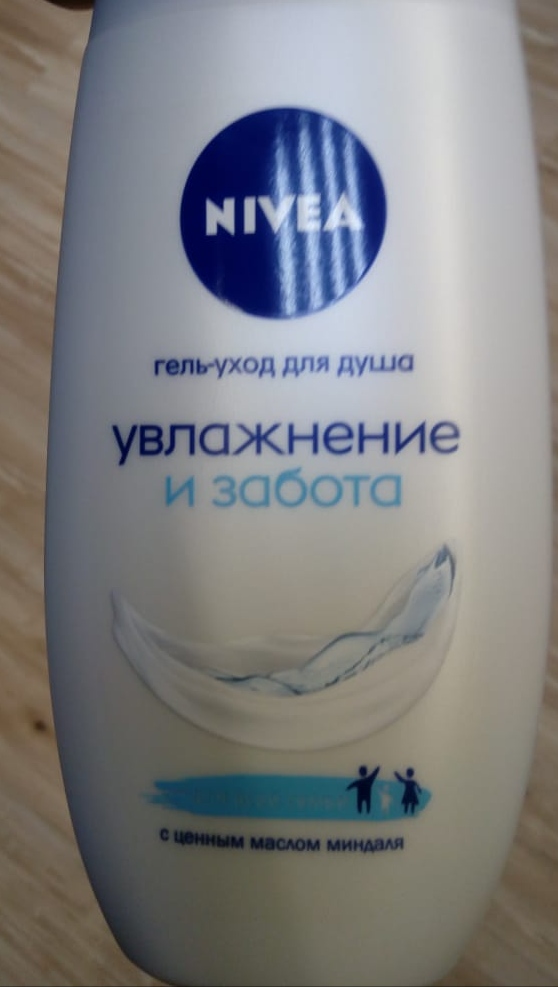 NIVEA
гель-уход для душа
увлажнение
и забота
с ценным маслом миндаля